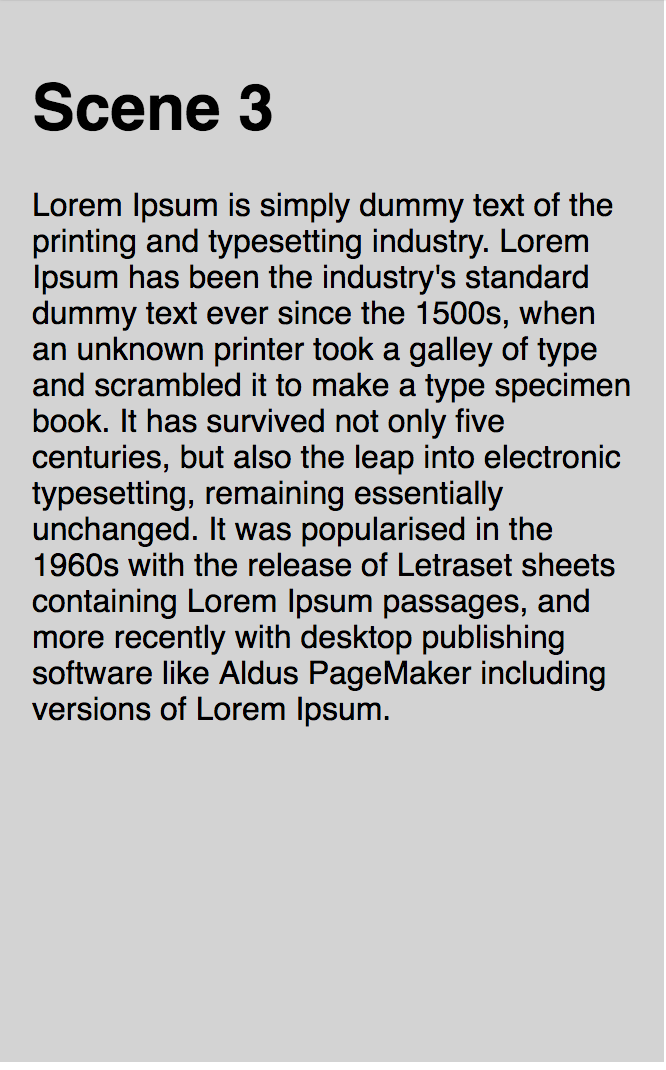 Scene 3
Lorem Ipsum is simply dummy text of the
printing and typesetting industry. Lorem
Ipsum has been the industry's standard
dummy text ever since the 1500s, when
an unknown printer took a galley of type
and scrambled it to make a type specimen
book. It has survived not only five
centuries, but also the leap into electronic
typesetting, remaining essentially
unchanged. It was popularised in the
1960s with the release of Letraset sheets
containing Lorem Ipsum passages, and
more recently with desktop publishing
software like Aldus PageMaker including
versions of Lorem Ipsum.